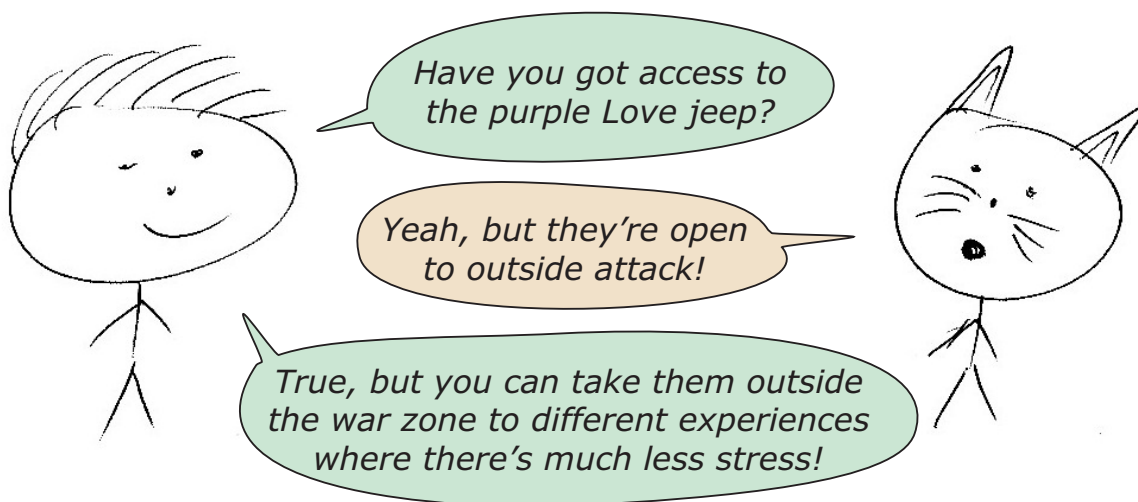 Have you got access to
the purple Love jeep?
Yeah, but they’re open
to outside attack!
True, but you can take them outside
the war zone to different experiences
where there’s much less stress!